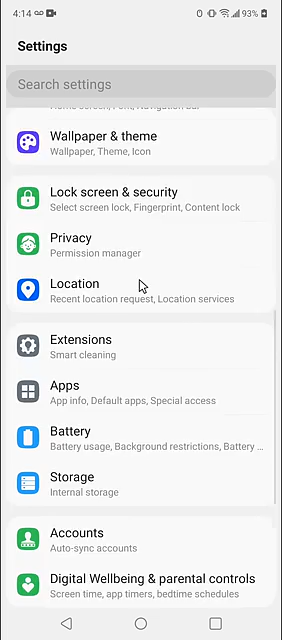 4:14
93%
Settings
Search settings
Home screen, Font, Navigation bar
Wallpaper & theme
Wallpaper, Theme, Icon
Lock screen & security
Select screen lock, Fingerprint, Content lock
Privacy
Permission manager
Location
Recent location request, Location services
Extensions
Smart cleaning
Apps
App info, Default apps, Special access
Battery
Battery usage, Background restrictions, Battery ...
Storage
Internal storage
Accounts
Auto-sync accounts
Digital Wellbeing & parental controls
Screen time, app timers, bedtime schedules